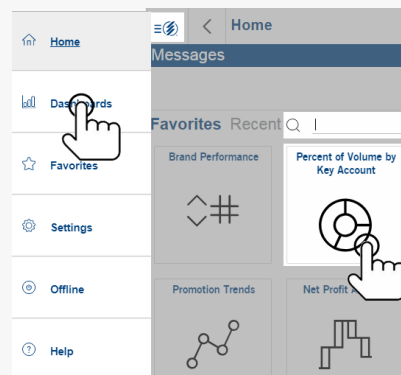 Home
Dashboards
Favorites
Settings
Offline
Help
Home
Messages
Favorites Recent
Brand Performance
Percent of Volume by
Key Account
Promotion Trends
Net Profit